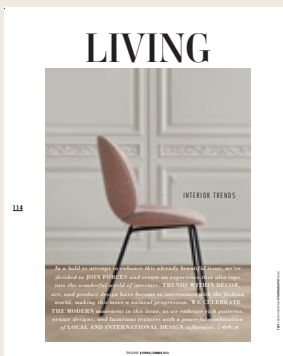 LIVING
INTERIOR TRENDS
114
In a bold to attempt to enhance this already beautiful issue, we've
decided to JOIN FORCES and create an experience that also taps
into the wonderful world of interiors. TRENDS WITHIN DÉCOR,
art, and product design have become so intertwined with the fashion
world, making this move a natural progression. WE CELEBRATE
THE MODERN movement in this issue, as we embrace rich patterns,
ornate designs, and luxurious textures with a powerful combination
of LOCAL AND INTERNATIONAL DESIGN influences.